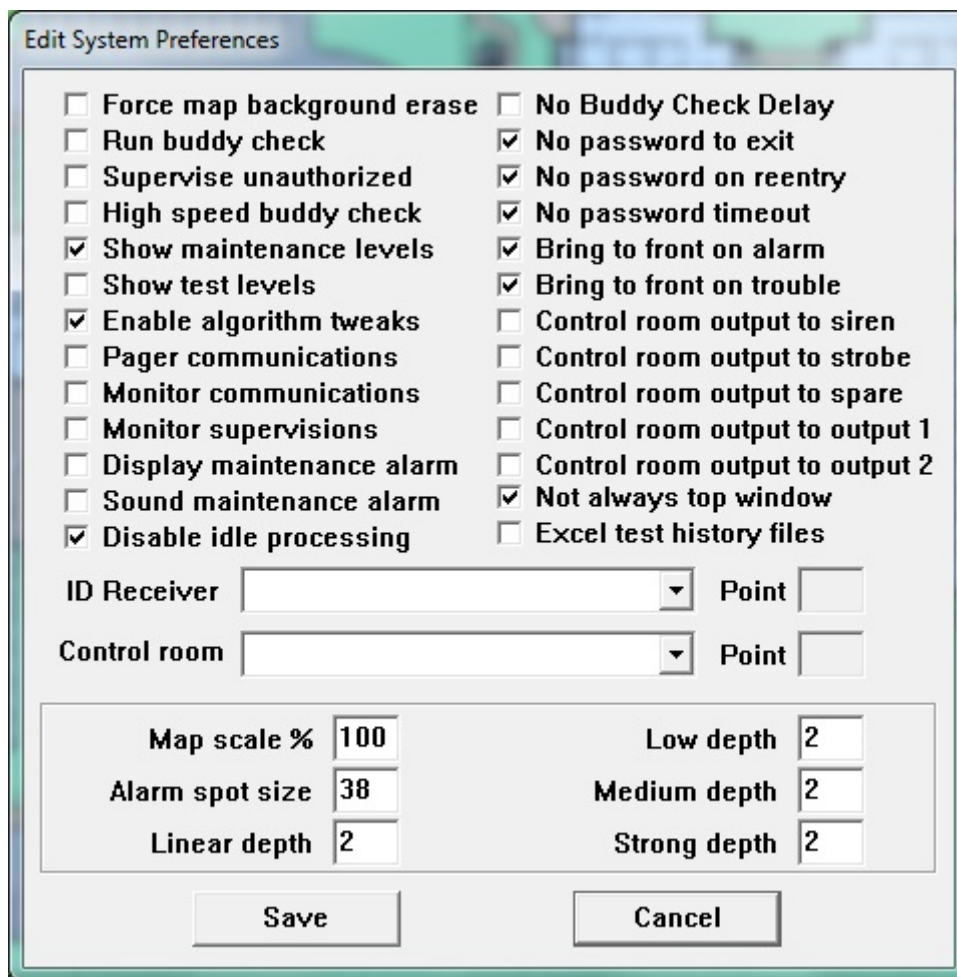 Edit System Preferences
Force map background erase
Run buddy check
Supervise unauthorized
High speed buddy check
Show maintenance levels
Show test levels
Enable algorithm tweaks
Pager communications
Monitor communications
Monitor supervisions
Display maintenance alarm
Sound maintenance alarm
Disable idle processing
No Buddy Check Delay
No password to exit
No password on reentry
No password timeout
Bring to front on alarm
Bring to front on trouble
Control room output to siren
Control room output to strobe
Control room output to spare
Control room output to output 1
Control room output to output 2
Not always top window
Excel test history files
ID Receiver Point
Control room Point
Map scale % 100
Alarm spot size 38
Linear depth 2
Low depth 2
Medium depth 2
Strong depth 2
Save Cancel